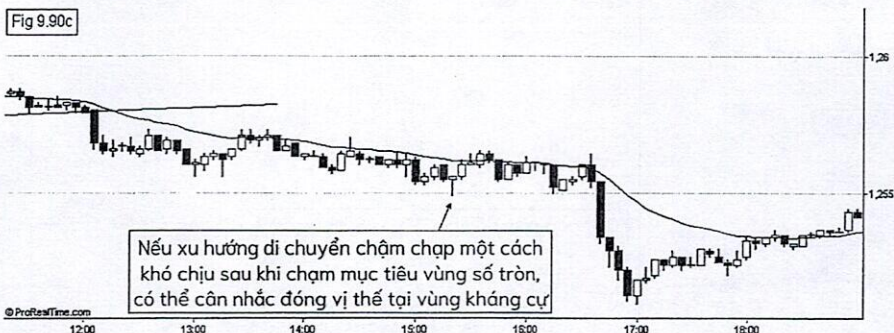 Fig 9.90c
1,26
1,255
Nếu xu hướng di chuyển chậm chạp một cách
khó chịu sau khi chạm mục tiêu vùng số tròn,
có thể cân nhắc đóng vị thế tại vùng kháng cự
© ProRealTime.com
12:00 13:00 14:00 15:00 16:00 17:00 18:00